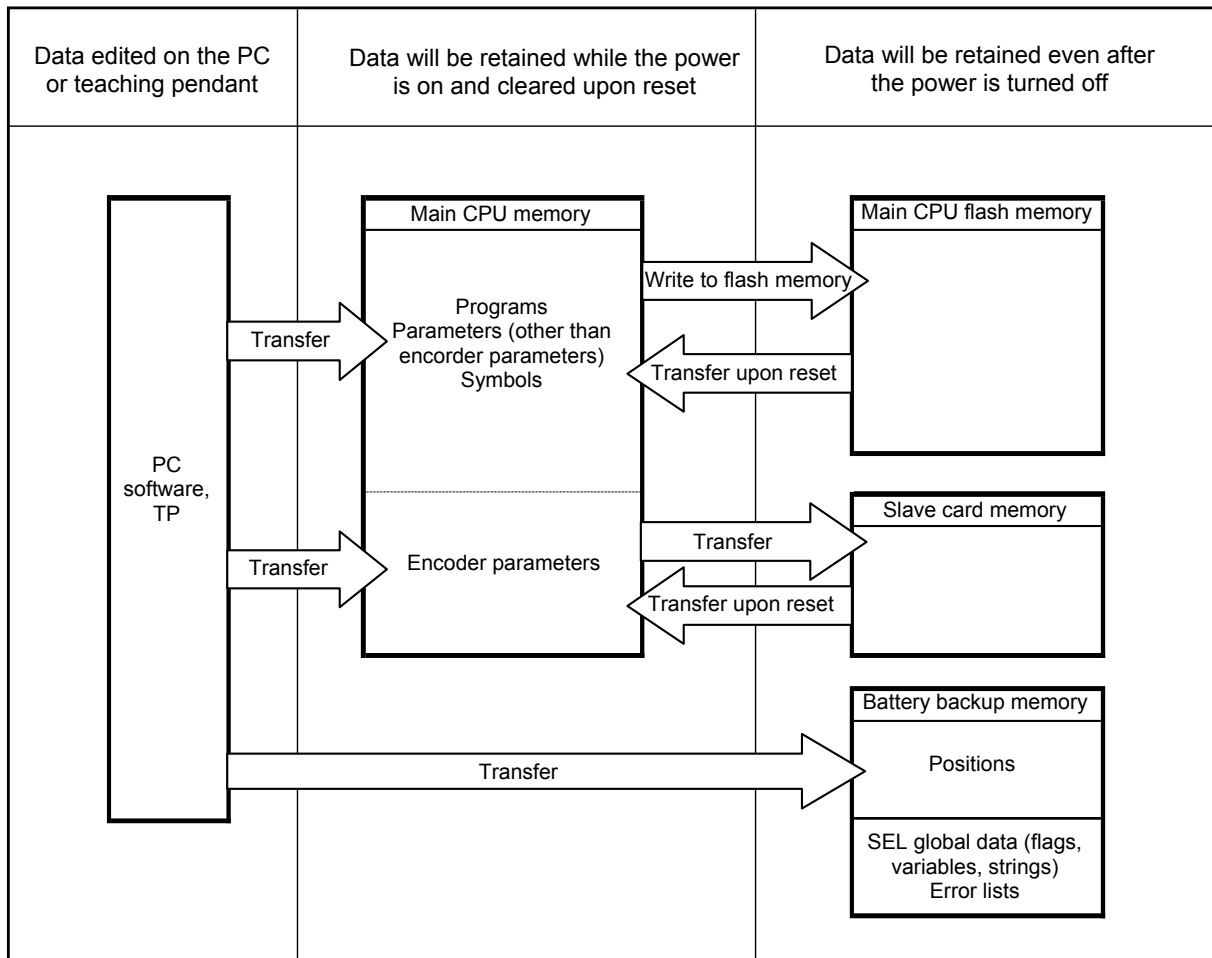 Data edited on the PC
or teaching pendant
Data will be retained while the power
is on and cleared upon reset
Data will be retained even after
the power is turned off
PC
software,
TP
Transfer
Transfer
Main CPU memory
Programs
Parameters (other than
encorder parameters)
Symbols
Encoder parameters
Write to flash memory
Transfer upon reset
Transfer
Transfer upon reset
Transfer
Main CPU flash memory
Slave card memory
Battery backup memory
Positions
SEL global data (flags,
variables, strings)
Error lists